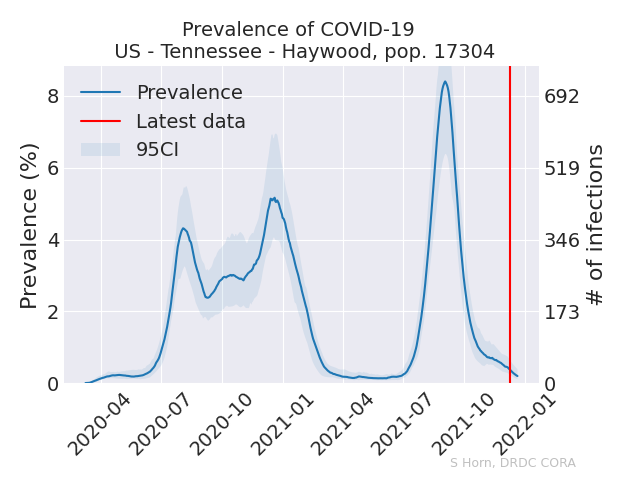 Prevalence of COVID-19
US - Tennessee - Haywood, pop. 17304
Prevalence
Latest data
95CI
Prevalence (%)
8
6
4
2
0
692
519
346
173
0
# of infections
2020-04
2020-07
2020-10
2021-01
2021-04
2021-07
2021-10
2022-01
S Horn, DRDC CORA